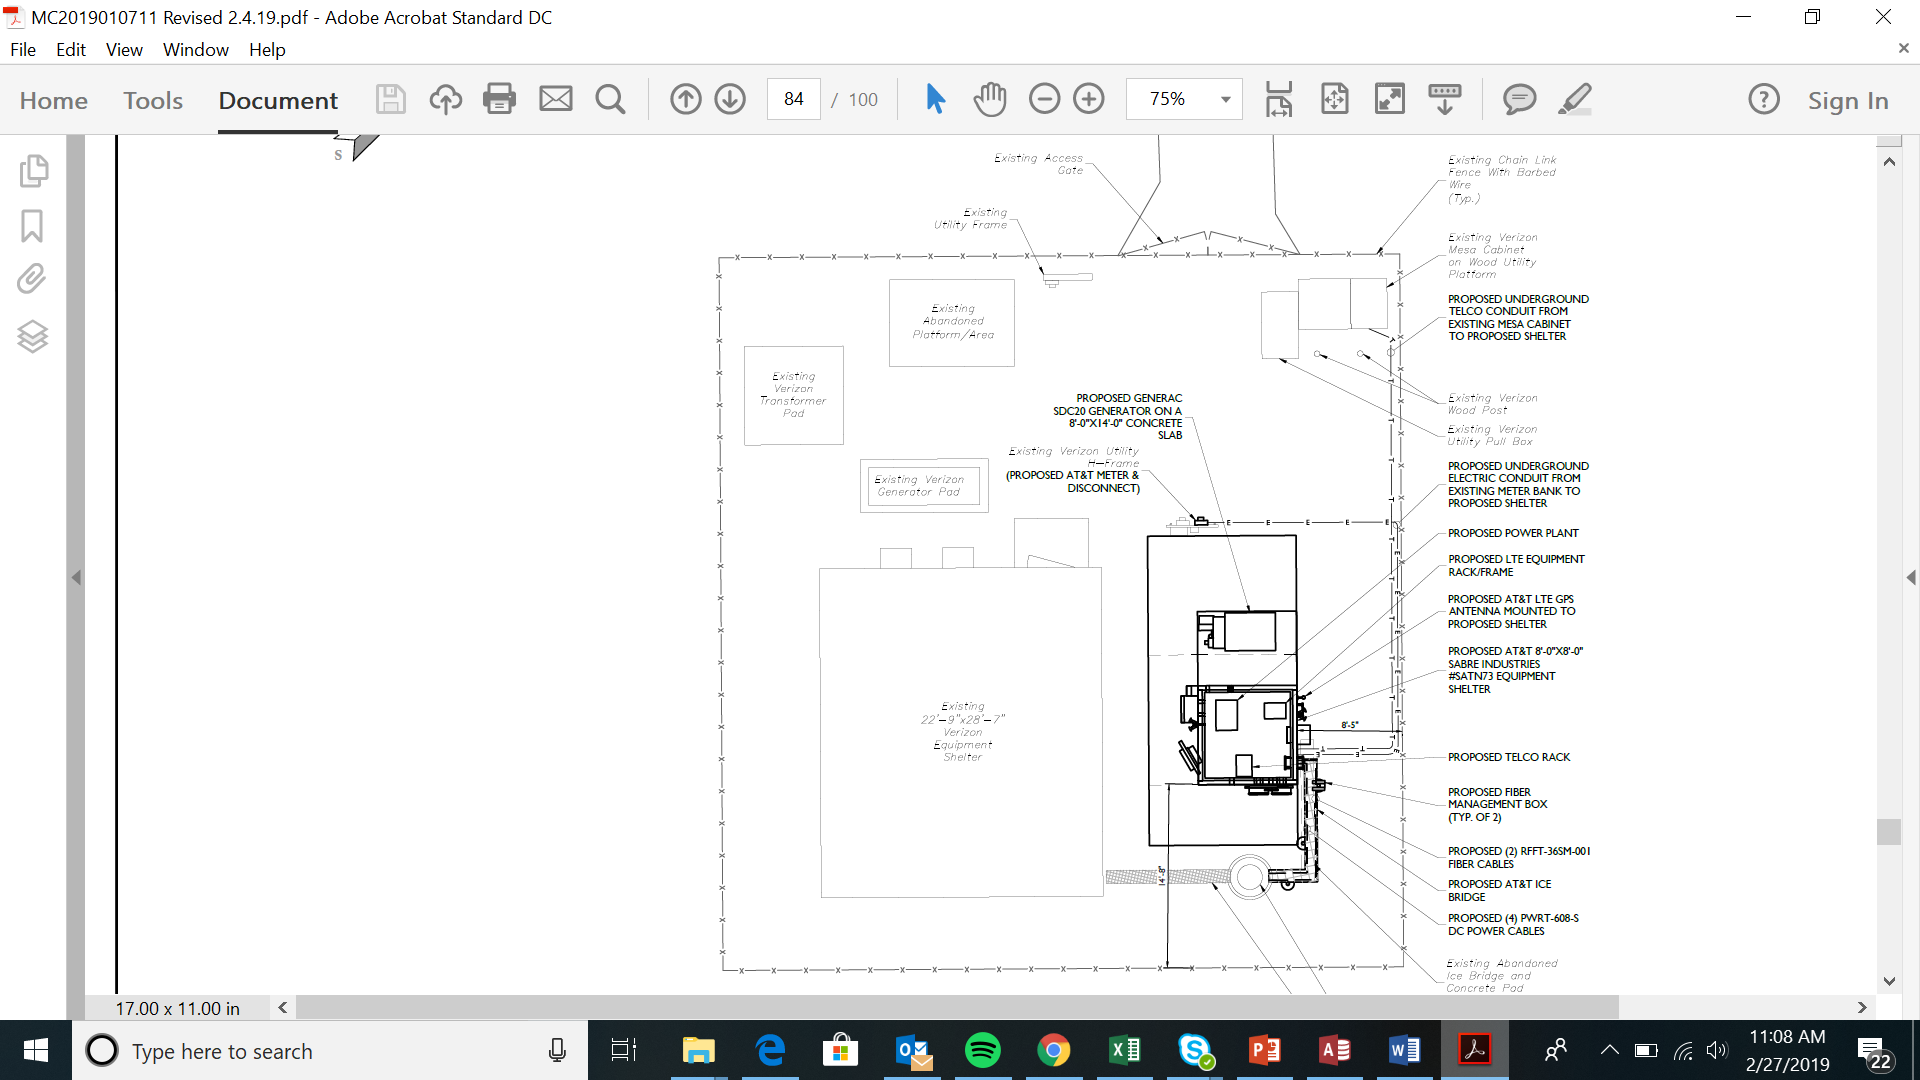 MC2019010711 Revised 2.4.19.pdf - Adobe Acrobat Standard DC
File Edit View Window Help
Home Tools Document 84 / 100 75% Sign In
S
Existing Access
Gate
Existing
Utility Frame
Existing Chain Link
Fence With Barbed
Wire
(Typ.)
Existing Verizon
Mesa Cabinet
on Wood Utility
Platform
PROPOSED UNDERGROUND
TELCO CONDUIT FROM
EXISTING MESA CABINET
TO PROPOSED SHELTER
Existing
Abandoned
Platform/Area
Existing
Verizon
Transformer
Pad
PROPOSED GENERAC
SDC20 GENERATOR ON A
8'-0"X14'-0" CONCRETE
SLAB
Existing Verizon
Wood Post
Existing Verizon
Utility Pull Box
Existing Verizon Utility
H-Frame
(PROPOSED AT&T METER &
DISCONNECT)
Existing Verizon
Generator Pad
PROPOSED UNDERGROUND
ELECTRIC CONDUIT FROM
EXISTING METER BANK TO
PROPOSED SHELTER
PROPOSED POWER PLANT
PROPOSED LTE EQUIPMENT
RACK/FRAME
PROPOSED AT&T LTE GPS
ANTENNA MOUNTED TO
PROPOSED SHELTER
PROPOSED AT&T 8'-0"X8'-0"
SABRE INDUSTRIES
#SATN73 EQUIPMENT
SHELTER
Existing
22'-9"x28'-7"
Verizon
Equipment
Shelter
8'-5"
PROPOSED TELCO RACK
PROPOSED FIBER
MANAGEMENT BOX
(TYP. OF 2)
PROPOSED (2) RFFT-36SM-001
FIBER CABLES
14'-8"
PROPOSED AT&T ICE
BRIDGE
PROPOSED (4) PWRT-608-S
DC POWER CABLES
Existing Abandoned
Ice Bridge and
Concrete Pad
17.00 x 11.00 in
Type here to search
11:08 AM
2/27/2019
22